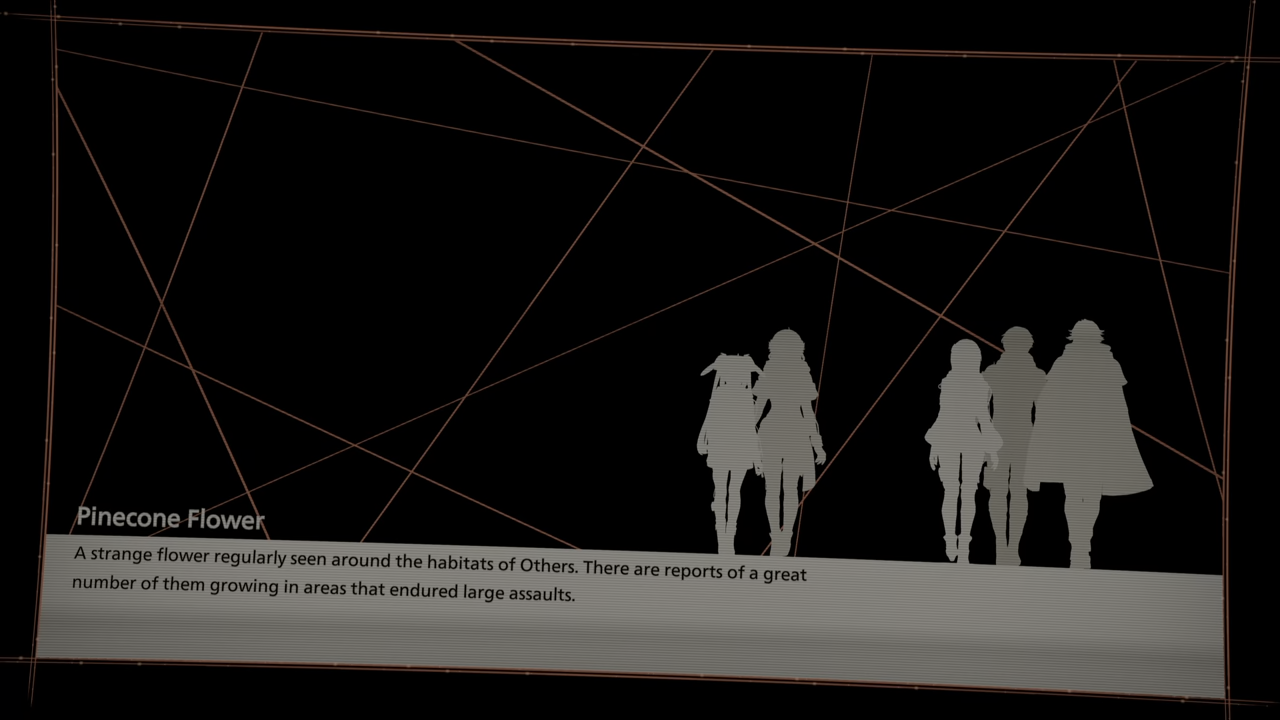 Pinecone Flower
A strange flower regularly seen around the habitats of Others. There are reports of a great
number of them growing in areas that endured large assaults.